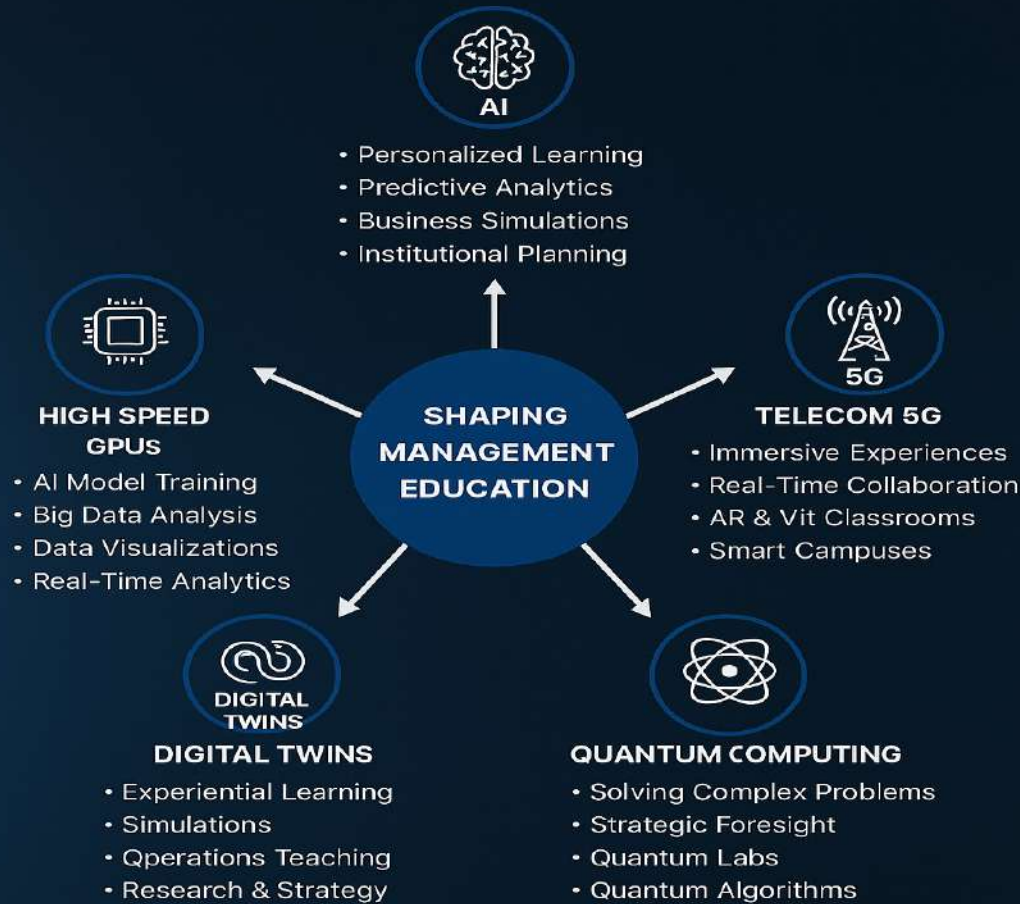 AI
• Personalized Learning
• Predictive Analytics
• Business Simulations
• Institutional Planning
HIGH SPEED
GPUS
• AI Model Training
• Big Data Analysis
• Data Visualizations
• Real-Time Analytics
SHAPING
MANAGEMENT
EDUCATION
5G
TELECOM 5G
• Immersive Experiences
• Real-Time Collaboration
• AR & Vit Classrooms
• Smart Campuses
DIGITAL
TWINS
DIGITAL TWINS
• Experiential Learning
• Simulations
• Qperations Teaching
• Research & Strategy
QUANTUM COMPUTING
• Solving Complex Problems
• Strategic Foresight
• Quantum Labs
• Quantum Algorithms